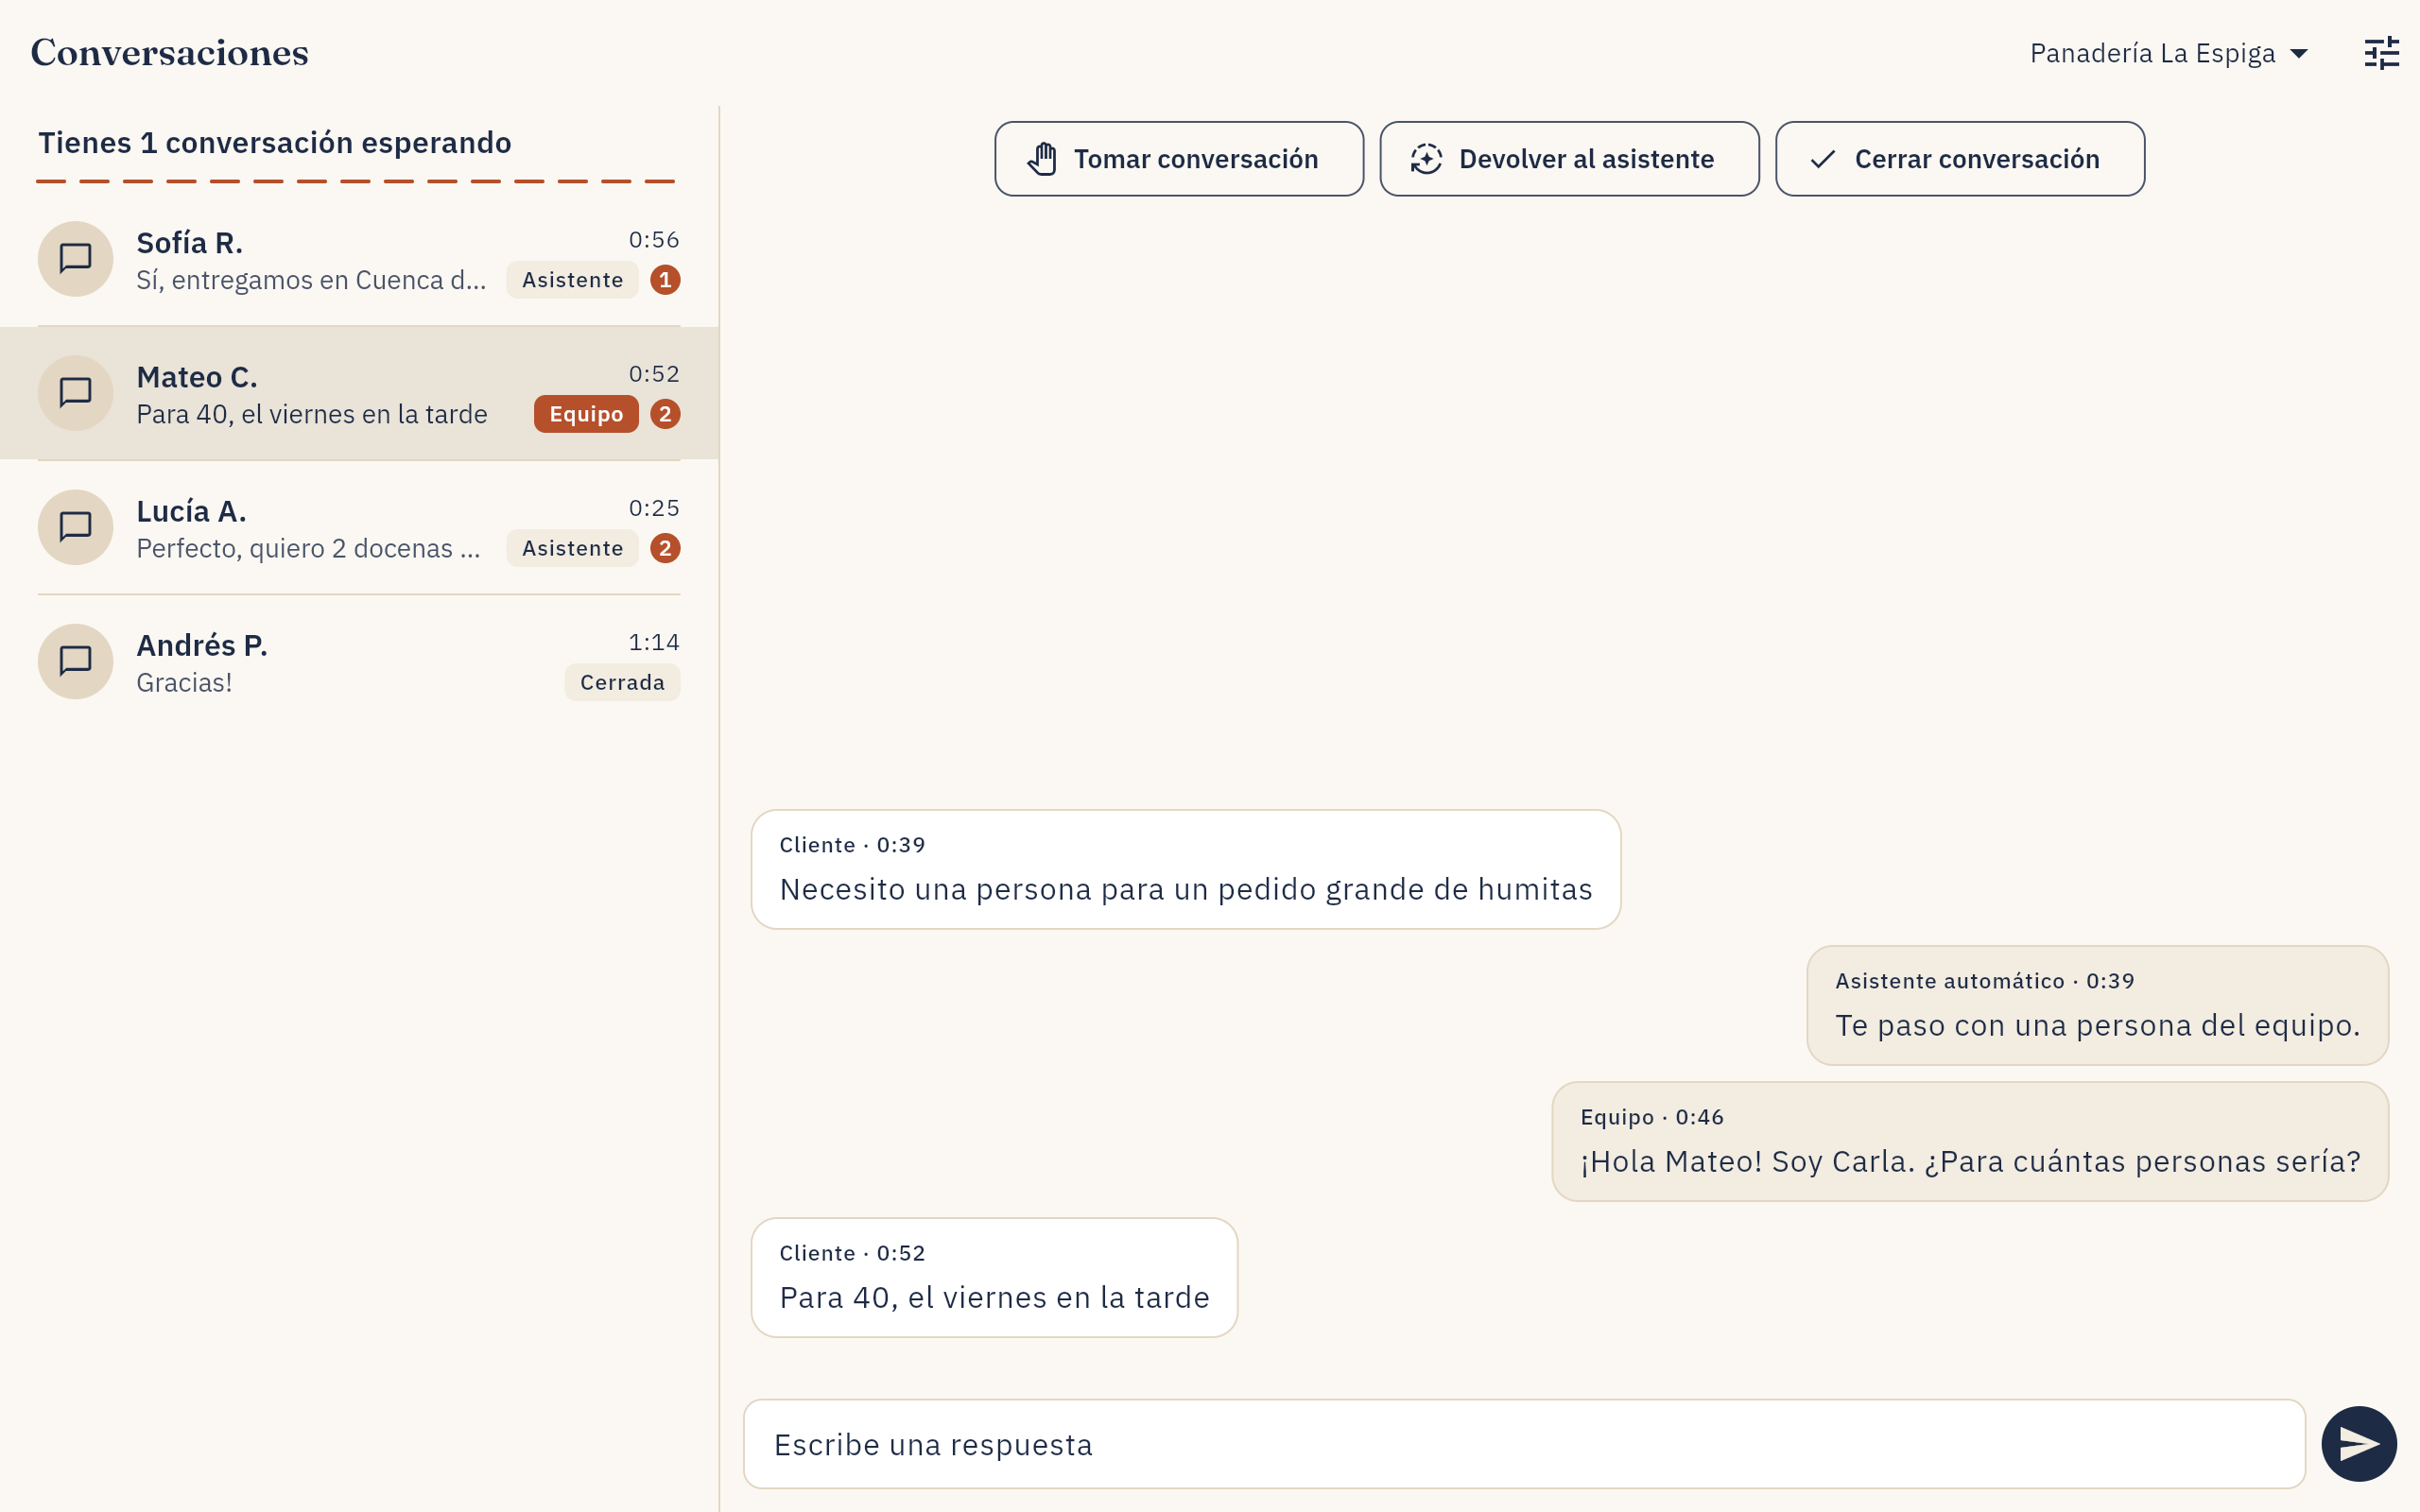 Conversaciones
Panadería La Espiga
Tienes 1 conversación esperando
Sofía R.
0:56
Sí, entregamos en Cuenca d...
Asistente
1
Mateo C.
0:52
Para 40, el viernes en la tarde
Equipo
2
Lucía A.
0:25
Perfecto, quiero 2 docenas ...
Asistente
2
Andrés P.
1:14
Gracias!
Cerrada
Tomar conversación
Devolver al asistente
Cerrar conversación
Cliente · 0:39
Necesito una persona para un pedido grande de humitas
Asistente automático · 0:39
Te paso con una persona del equipo.
Equipo · 0:46
¡Hola Mateo! Soy Carla. ¿Para cuántas personas sería?
Cliente · 0:52
Para 40, el viernes en la tarde
Escribe una respuesta